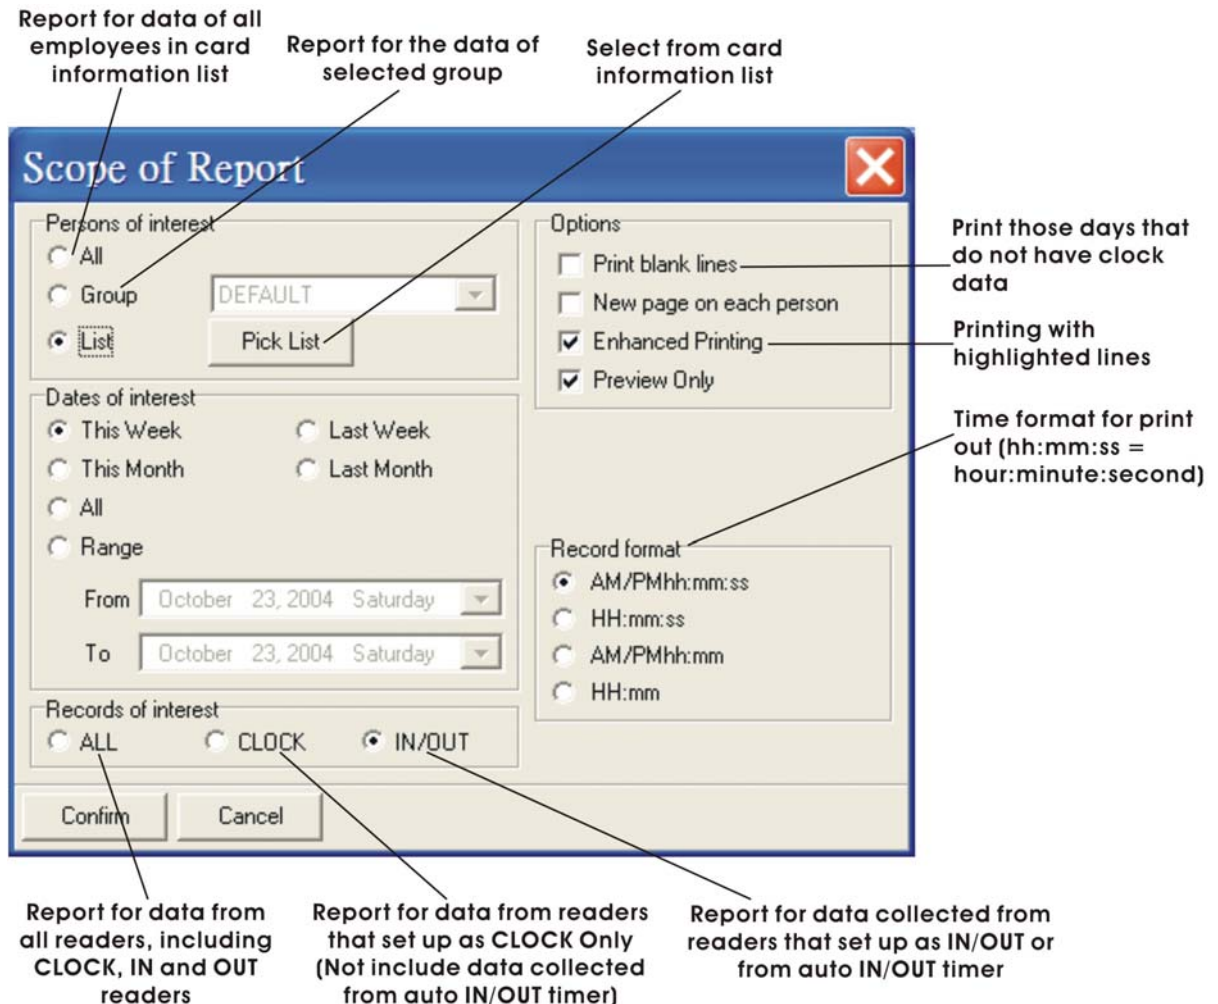 Report for data of all
employees in card
information list
Report for the data of
selected group
Select from card
information list
Scope of Report
Persons of interest
All
Group
DEFAULT
List
Pick List
Options
Print blank lines
New page on each person
Enhanced Printing
Preview Only
Print those days that
do not have clock
data
Printing with
highlighted lines
Dates of interest
This Week
Last Week
This Month
Last Month
All
Range
From October 23, 2004 Saturday
To October 23, 2004 Saturday
Time format for print
out (hh:mm:ss =
hour:minute:second)
Record format
AM/PMhh:mm:ss
HH:mm:ss
AM/PMhh:mm
HH:mm
Records of interest
ALL
CLOCK
IN/OUT
Confirm
Cancel
Report for data from
all readers, including
CLOCK, IN and OUT
readers
Report for data from readers
that set up as CLOCK Only
(Not include data collected
from auto IN/OUT timer)
Report for data collected from
readers that set up as IN/OUT or
from auto IN/OUT timer